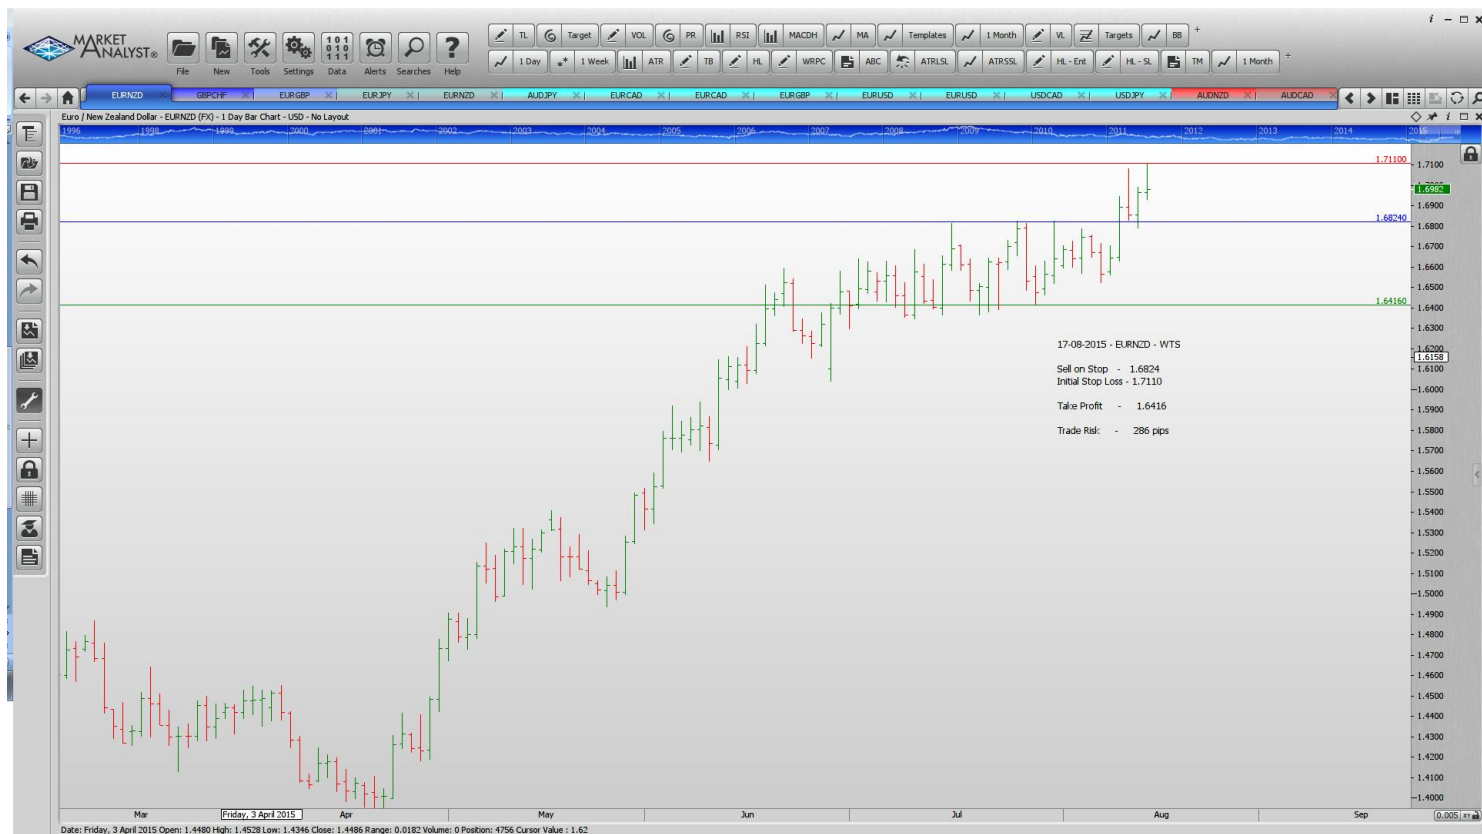 i
MARKET
ANALYST®
File New Tools Settings Data Alerts Searches Help
TL Target VOL PR RSI MACDH MA Templates 1 Month VL Targets BB +
1 Day 1 Week ATR TB HL WRPC ABC ATRLSL ATRSSL HL - Ent HL - SL TM 1 Month +
EURNZD GBPCHF EURGBP EURJPY EURNZD AUDJPY EURCAD EURCAD EURGBP EURUSD EURUSD USDCAD USDJPY AUDNZD AUDCAD
Euro / New Zealand Dollar - EURNZD (FX) - 1 Day Bar Chart - USD - No Layout
1996 1998 1999 2000 2001 2002 2003 2004 2005 2006 2007 2008 2009 2010 2011 2012 2013 2014 2015
1.71100
1.7100
1.6982
1.6900
1.68240
1.6800
1.6700
1.6600
1.6500
1.64160
1.6400
1.6300
17-08-2015 - EURNZD - WTS
1.6200
1.6158
Sell on Stop - 1.6824
1.6100
Initial Stop Loss - 1.7110
1.6000
Take Profit - 1.6416
1.5900
Trade Risk - 286 pips
1.5800
1.5700
1.5600
1.5500
1.5400
1.5300
1.5200
1.5100
1.5000
1.4900
1.4800
1.4700
1.4600
1.4500
1.4400
1.4300
1.4200
1.4100
1.4000
Mar Friday, 3 April 2015 Apr May Jun Jul Aug Sep 0.005 XY
Date: Friday, 3 April 2015 Open: 1.4480 High: 1.4528 Low: 1.4346 Close: 1.4486 Range: 0.0182 Volume: 0 Position: 4756 Cursor Value : 1.62